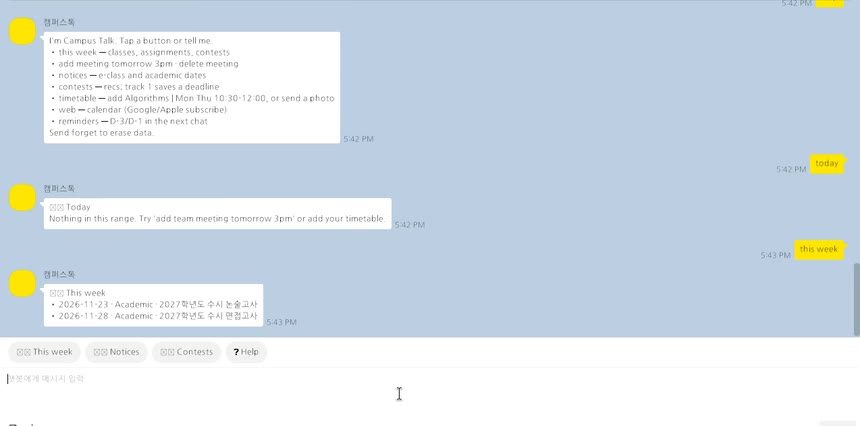 5:42 PM
캠퍼스톡
I'm Campus Talk. Tap a button or tell me.
• this week — classes, assignments, contests
• add meeting tomorrow 3pm · delete meeting
• notices — e-class and academic dates
• contests — recs; track 1 saves a deadline
• timetable — add Algorithms | Mon Thu 10:30-12:00, or send a photo
• web — calendar (Google/Apple subscribe)
• reminders — D-3/D-1 in the next chat
Send forget to erase data.
5:42 PM
today
5:42 PM
캠퍼스톡
Today
Nothing in this range. Try 'add team meeting tomorrow 3pm' or add your timetable.
5:42 PM
this week
5:43 PM
캠퍼스톡
This week
• 2026-11-23 · Academic · 2027학년도 수시 논술고사
• 2026-11-28 · Academic · 2027학년도 수시 면접고사
5:43 PM
This week
Notices
Contests
? Help
챗봇에게 메시지 입력